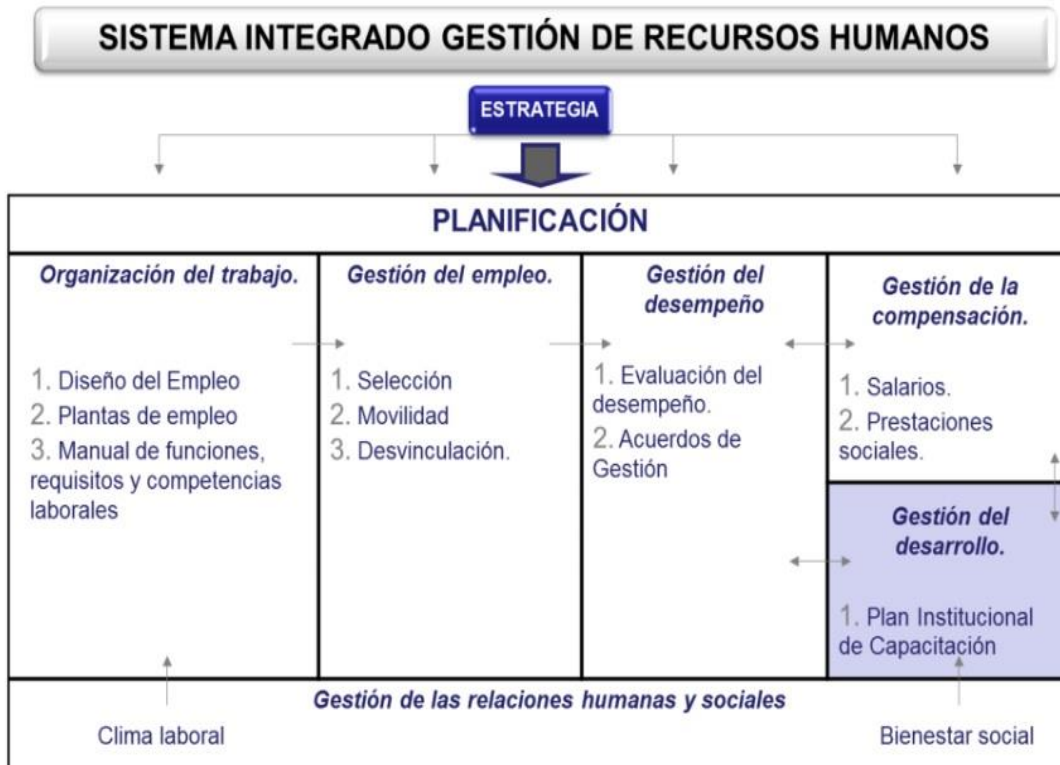 SISTEMA INTEGRADO GESTIÓN DE RECURSOS HUMANOS
ESTRATEGIA
PLANIFICACIÓN
Organización del trabajo.
1. Diseño del Empleo
2. Plantas de empleo
3. Manual de funciones,
requisitos y competencias
laborales
Gestión del empleo.
1. Selección
2. Movilidad
3. Desvinculación.
Gestión del
desempeño
1. Evaluación del
desempeño.
2. Acuerdos de
Gestión
Gestión de la
compensación.
1. Salarios.
2. Prestaciones
sociales.
Gestión del
desarrollo.
1. Plan Institucional
de Capacitación
Gestión de las relaciones humanas y sociales
Clima laboral
Bienestar social